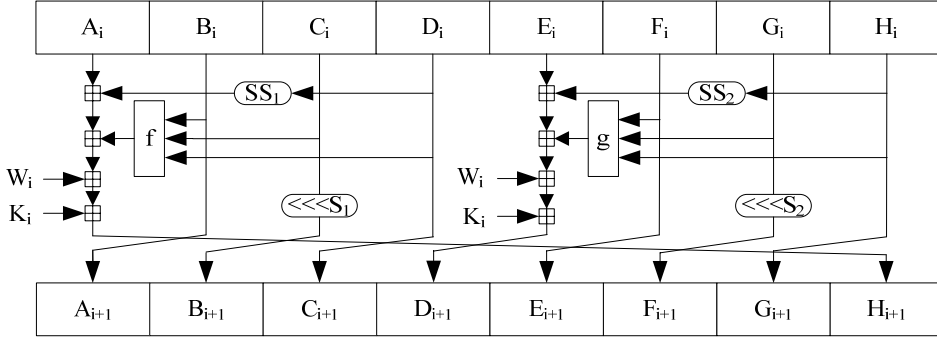 Aᵢ Bᵢ Cᵢ Dᵢ Eᵢ Fᵢ Gᵢ Hᵢ
SS₁ SS₂
f g
Wᵢ Wᵢ
<<<S₁ <<<S₂
Kᵢ Kᵢ
Aᵢ₊₁ Bᵢ₊₁ Cᵢ₊₁ Dᵢ₊₁ Eᵢ₊₁ Fᵢ₊₁ Gᵢ₊₁ Hᵢ₊₁